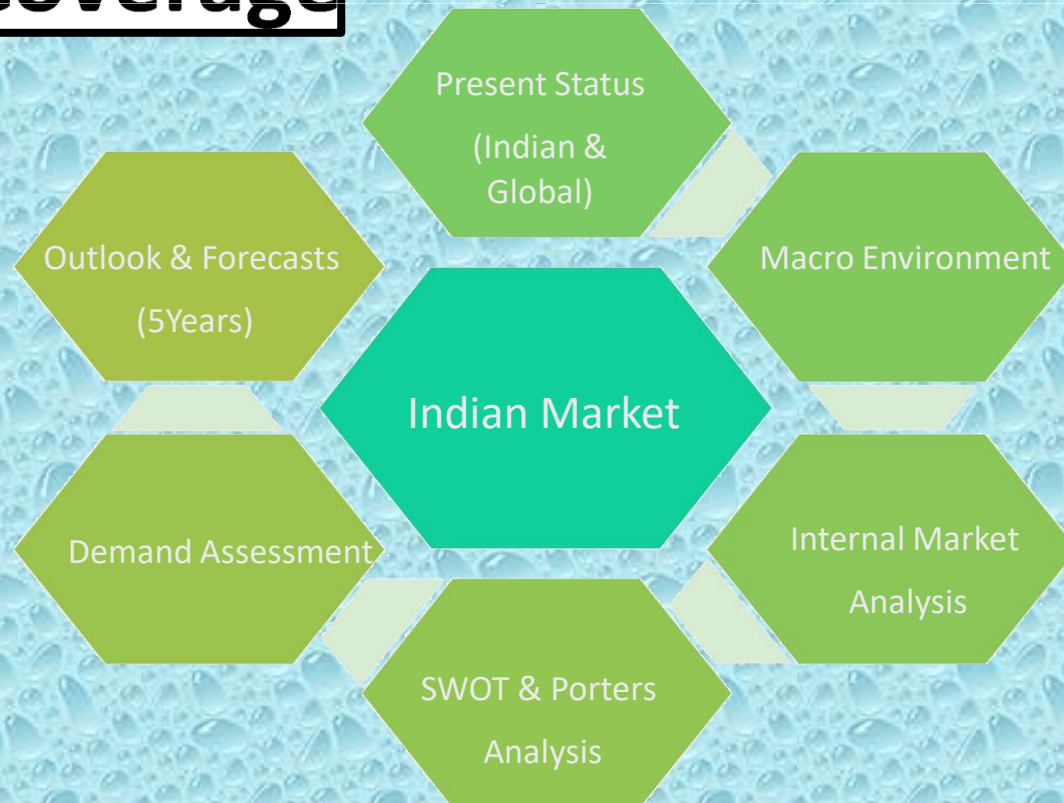 Coverage
Present Status
(Indian &
Global)
Outlook & Forecasts
(5Years)
Macro Environment
Indian Market
Demand Assessment
Internal Market
Analysis
SWOT & Porters
Analysis